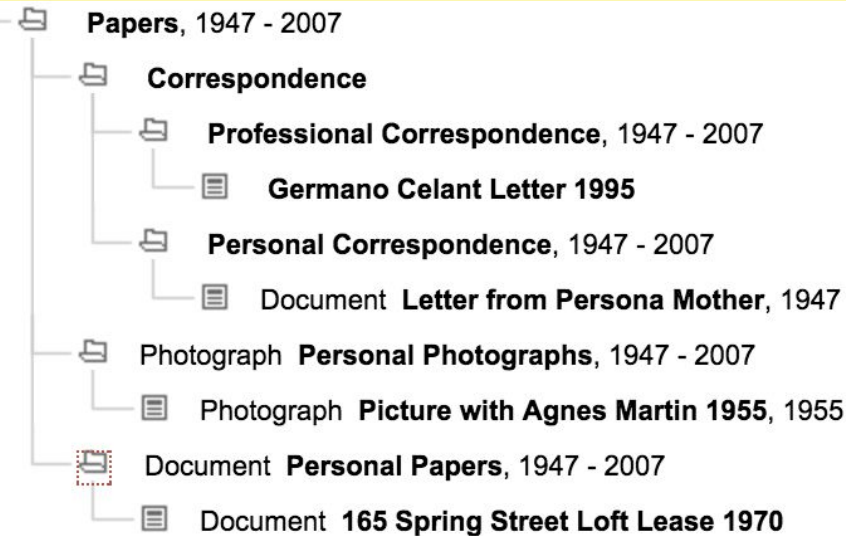 Papers, 1947 - 2007
Correspondence
Professional Correspondence, 1947 - 2007
Germano Celant Letter 1995
Personal Correspondence, 1947 - 2007
Document Letter from Persona Mother, 1947
Photograph Personal Photographs, 1947 - 2007
Photograph Picture with Agnes Martin 1955, 1955
Document Personal Papers, 1947 - 2007
Document 165 Spring Street Loft Lease 1970